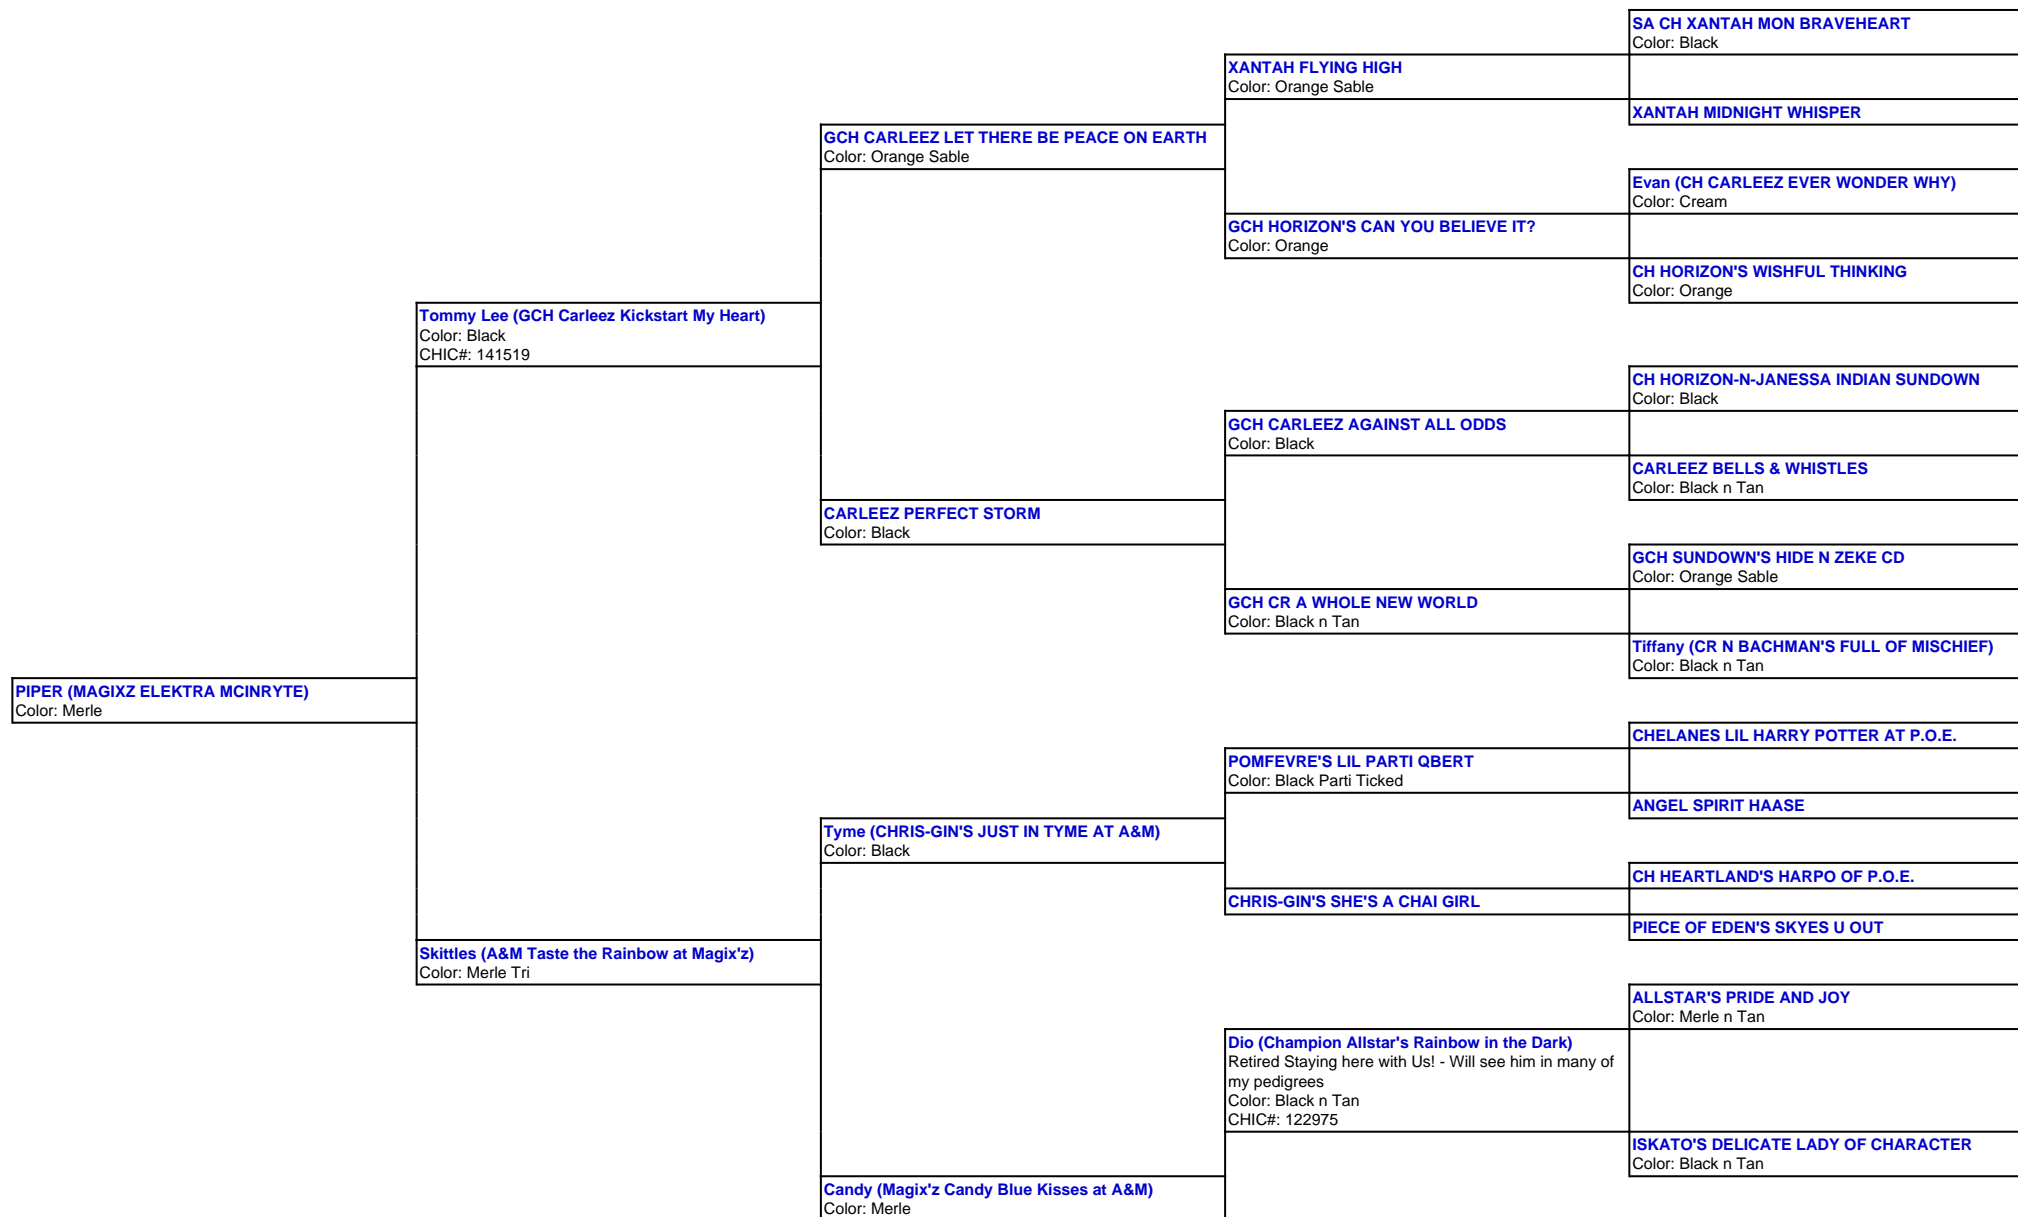 SA CH XANTAH MON BRAVEHEART
Color: Black
XANTAH FLYING HIGH
Color: Orange Sable
XANTAH MIDNIGHT WHISPER
GCH CARLEEZ LET THERE BE PEACE ON EARTH
Color: Orange Sable
Evan (CH CARLEEZ EVER WONDER WHY)
Color: Cream
GCH HORIZON'S CAN YOU BELIEVE IT?
Color: Orange
CH HORIZON'S WISHFUL THINKING
Color: Orange
Tommy Lee (GCH Carleez Kickstart My Heart)
Color: Black
CHIC#: 141519
CH HORIZON-N-JANESSA INDIAN SUNDOWN
Color: Black
GCH CARLEEZ AGAINST ALL ODDS
Color: Black
CARLEEZ BELLS & WHISTLES
Color: Black n Tan
CARLEEZ PERFECT STORM
Color: Black
GCH SUNDOWN'S HIDE N ZEKE CD
Color: Orange Sable
GCH CR A WHOLE NEW WORLD
Color: Black n Tan
Tiffany (CR N BACHMAN'S FULL OF MISCHIEF)
Color: Black n Tan
PIPER (MAGIXZ ELEKTRA MCINRYTE)
Color: Merle
CHELANES LIL HARRY POTTER AT P.O.E.
POMFEVRE'S LIL PARTI QBERT
Color: Black Parti Ticked
ANGEL SPIRIT HAASE
Tyme (CHRIS-GIN'S JUST IN TYME AT A&M)
Color: Black
CH HEARTLAND'S HARPO OF P.O.E.
CHRIS-GIN'S SHE'S A CHAI GIRL
PIECE OF EDEN'S SKYES U OUT
Skittles (A&M Taste the Rainbow at Magix'z)
Color: Merle Tri
ALLSTAR'S PRIDE AND JOY
Color: Merle n Tan
Dio (Champion Allstar's Rainbow in the Dark)
Retired Staying here with Us! - Will see him in many of
my pedigrees
Color: Black n Tan
CHIC#: 122975
ISKATO'S DELICATE LADY OF CHARACTER
Color: Black n Tan
Candy (Magix'z Candy Blue Kisses at A&M)
Color: Merle